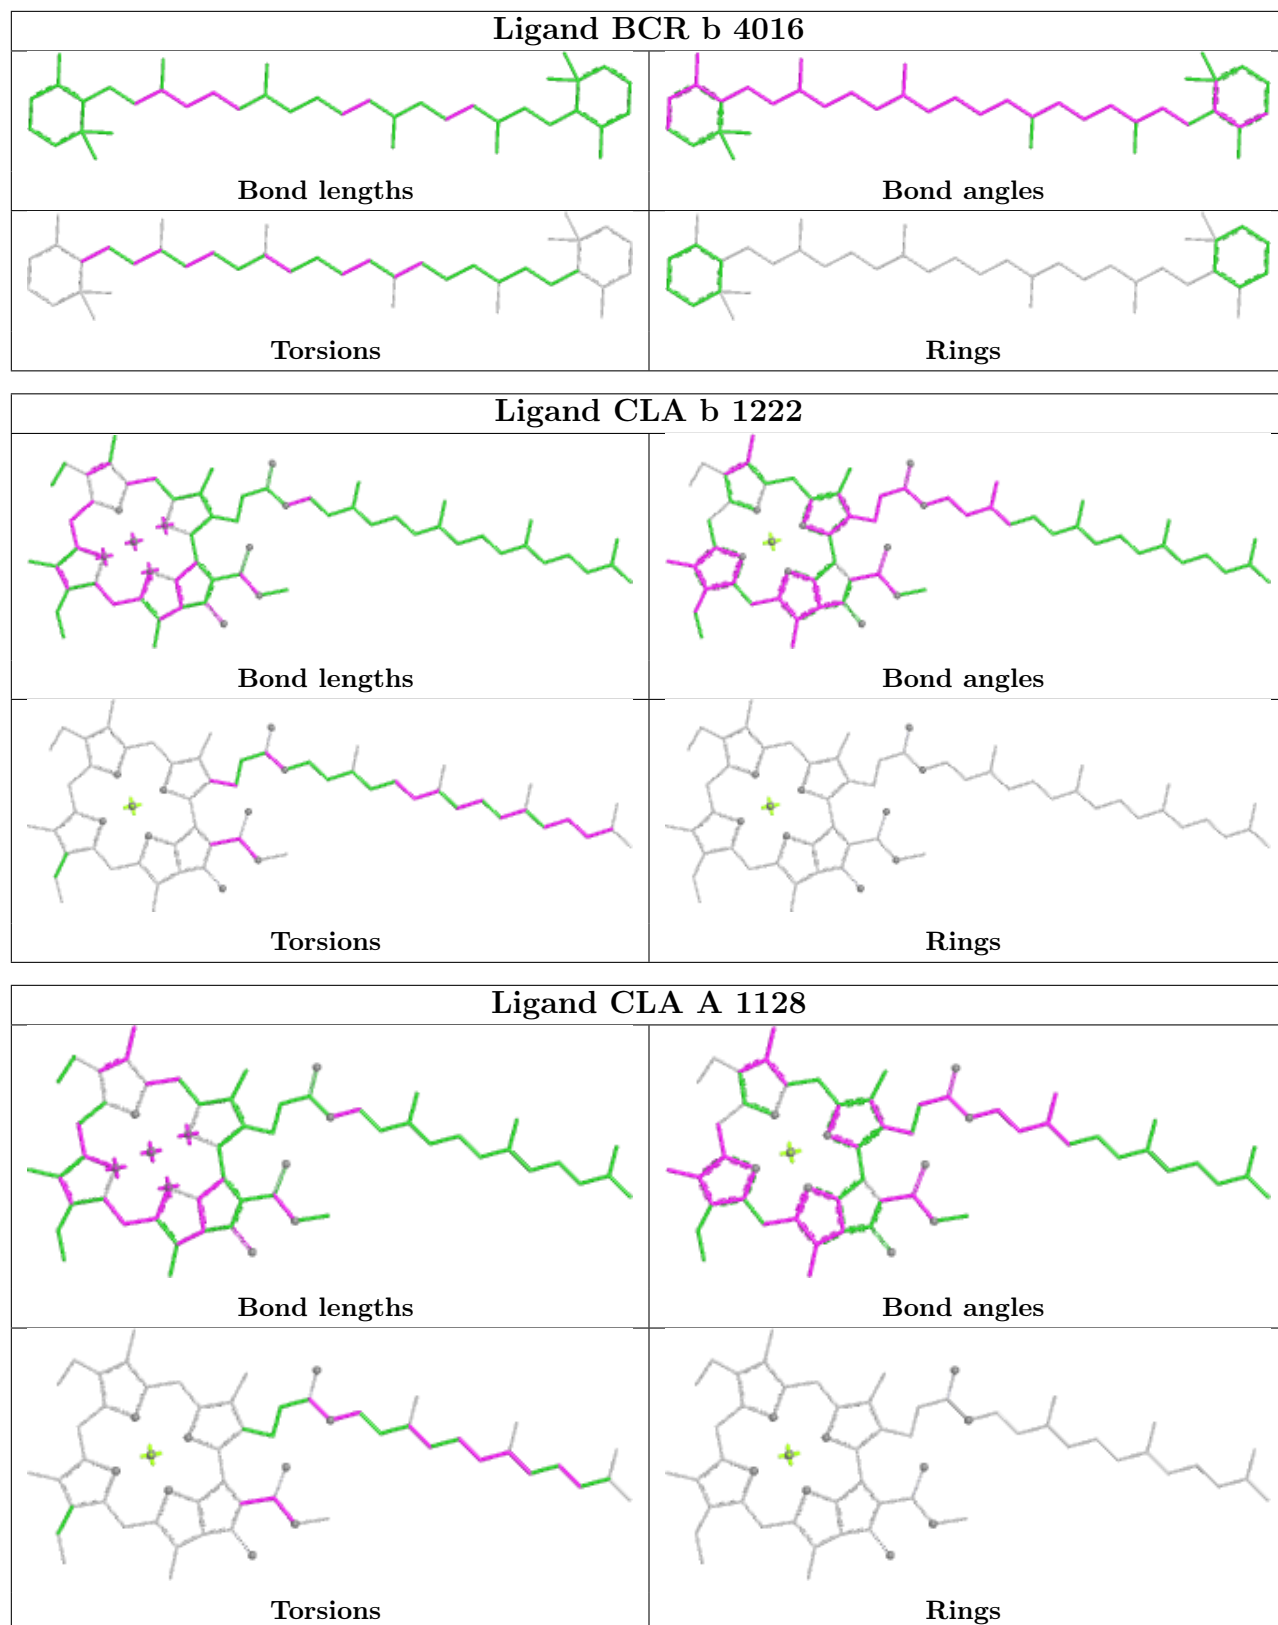 Ligand BCR b 4016
Bond lengths
Bond angles
Torsions
Rings
Ligand CLA b 1222
Bond lengths
Bond angles
Torsions
Rings
Ligand CLA A 1128
Bond lengths
Bond angles
Torsions
Rings